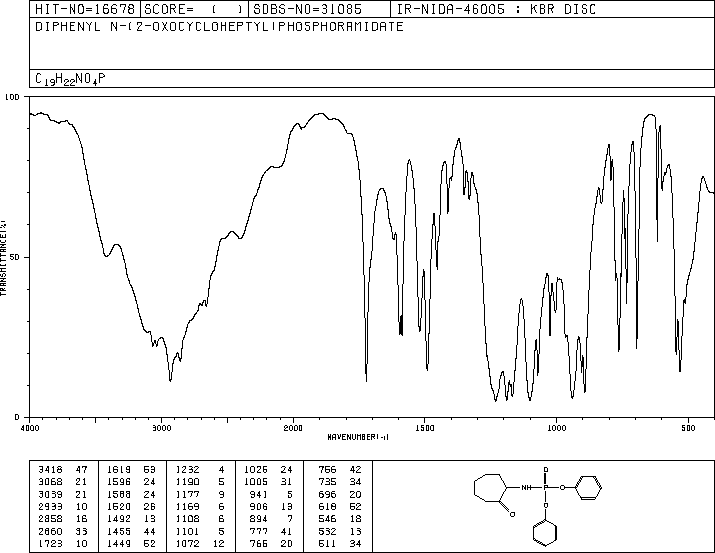 HIT-NO=16678 SCORE= ( ) SDBS-NO=31085 IR-NIDA-46005 : KBR DISC
DIPHENYL N-(2-OXOCYCLOHEPTYL)PHOSPHORAMIDATE
C19H22NO4P
100
50
0
TRANSMITTANCE(%)
4000 3000 2000 1500 1000 500
WAVENUMBER(-1)
3418 47 1619 53 1232 4 1026 24 756 42
3068 21 1596 24 1190 5 1005 31 735 34
3039 21 1588 24 1177 9 941 5 696 20
2933 10 1520 26 1169 6 906 13 618 52
2858 16 1492 13 1108 6 894 7 546 18
2660 33 1455 44 1101 5 777 41 532 13
1723 10 1449 62 1072 12 766 20 511 34
O
NH P O
O
O